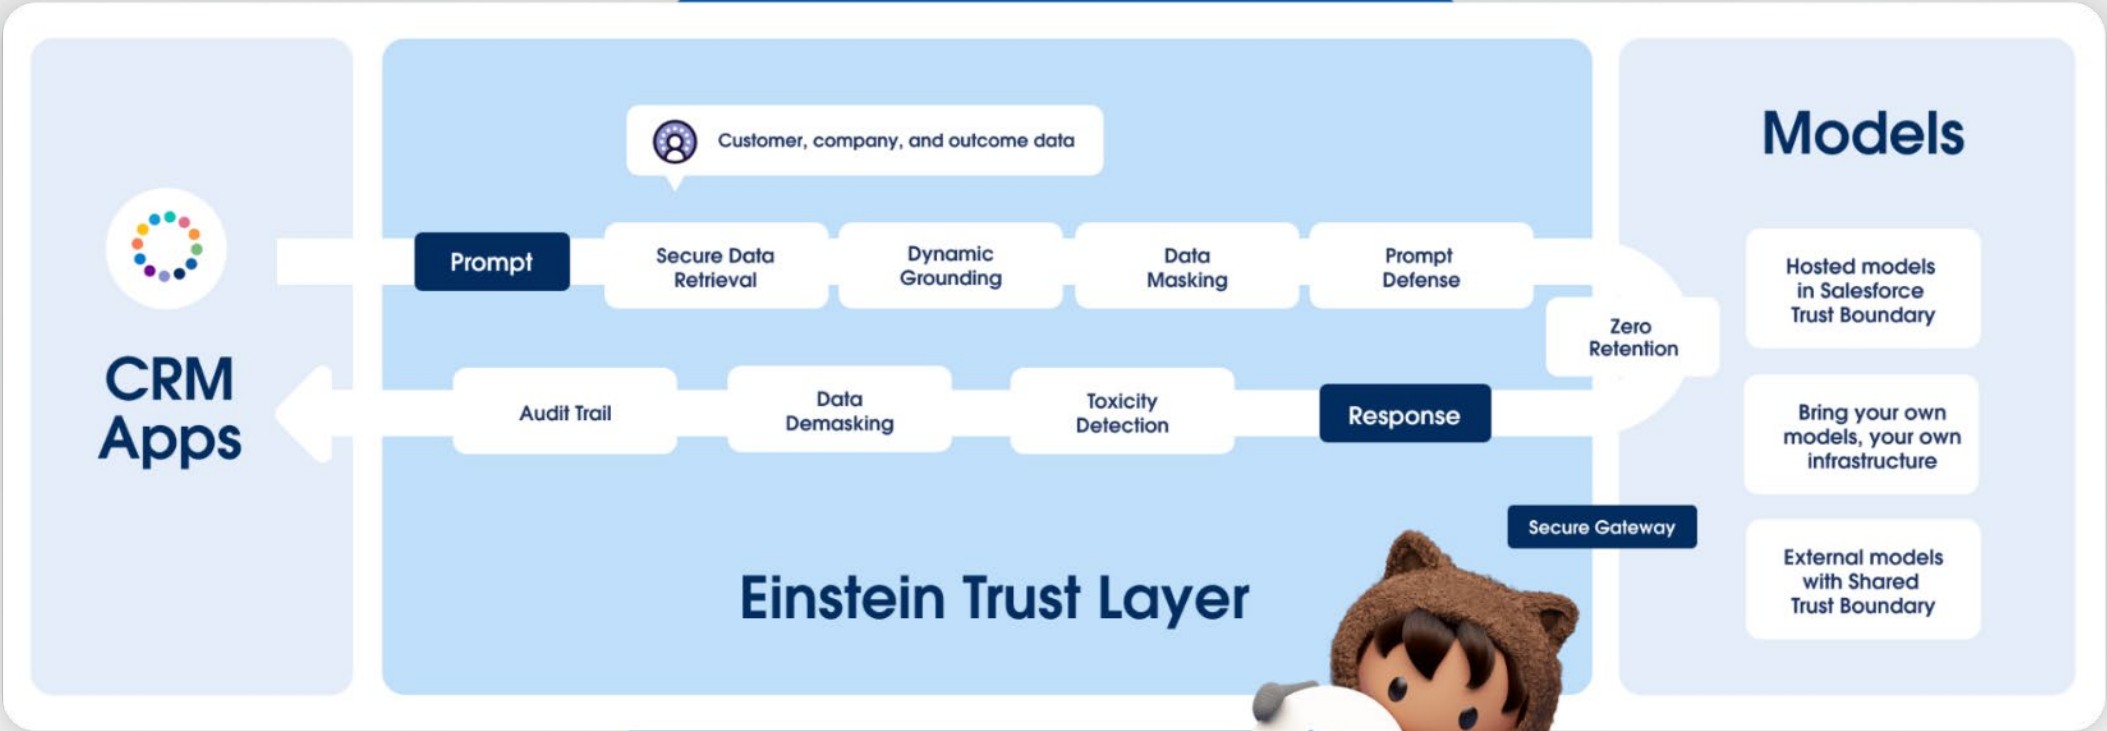 CRM
Apps
Customer, company, and outcome data
Prompt
Secure Data
Retrieval
Dynamic
Grounding
Data
Masking
Prompt
Defense
Zero
Retention
Response
Toxicity
Detection
Data
Demasking
Audit Trail
Einstein Trust Layer
Secure Gateway
Models
Hosted models
in Salesforce
Trust Boundary
Bring your own
models, your own
infrastructure
External models
with Shared
Trust Boundary